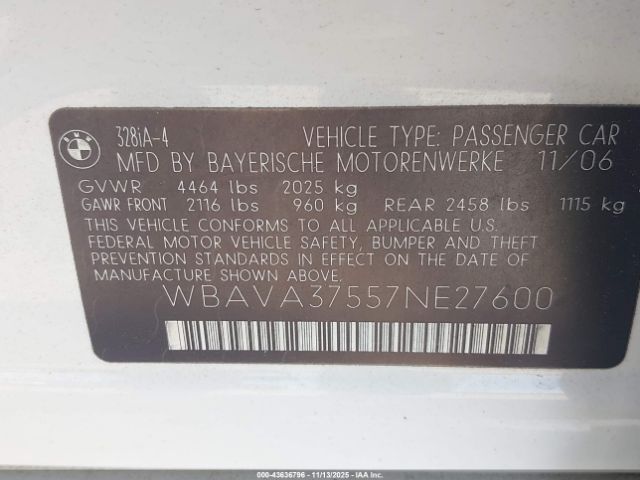 BMW
328iA-4 VEHICLE TYPE: PASSENGER CAR
MFD BY BAYERISCHE MOTORENWERKE 11/06
GVWR 4464 lbs 2025 kg
GAWR FRONT 2116 lbs 960 kg REAR 2458 lbs 1115 kg
THIS VEHICLE CONFORMS TO ALL APPLICABLE U.S.
FEDERAL MOTOR VEHICLE SAFETY, BUMPER AND THEFT
PREVENTION STANDARDS IN EFFECT ON THE DATE
OF MANUFACTURE SHOWN ABOVE.
WBAVA37557NE27600
000-43636796 - 11/13/2025 - IAA Inc.